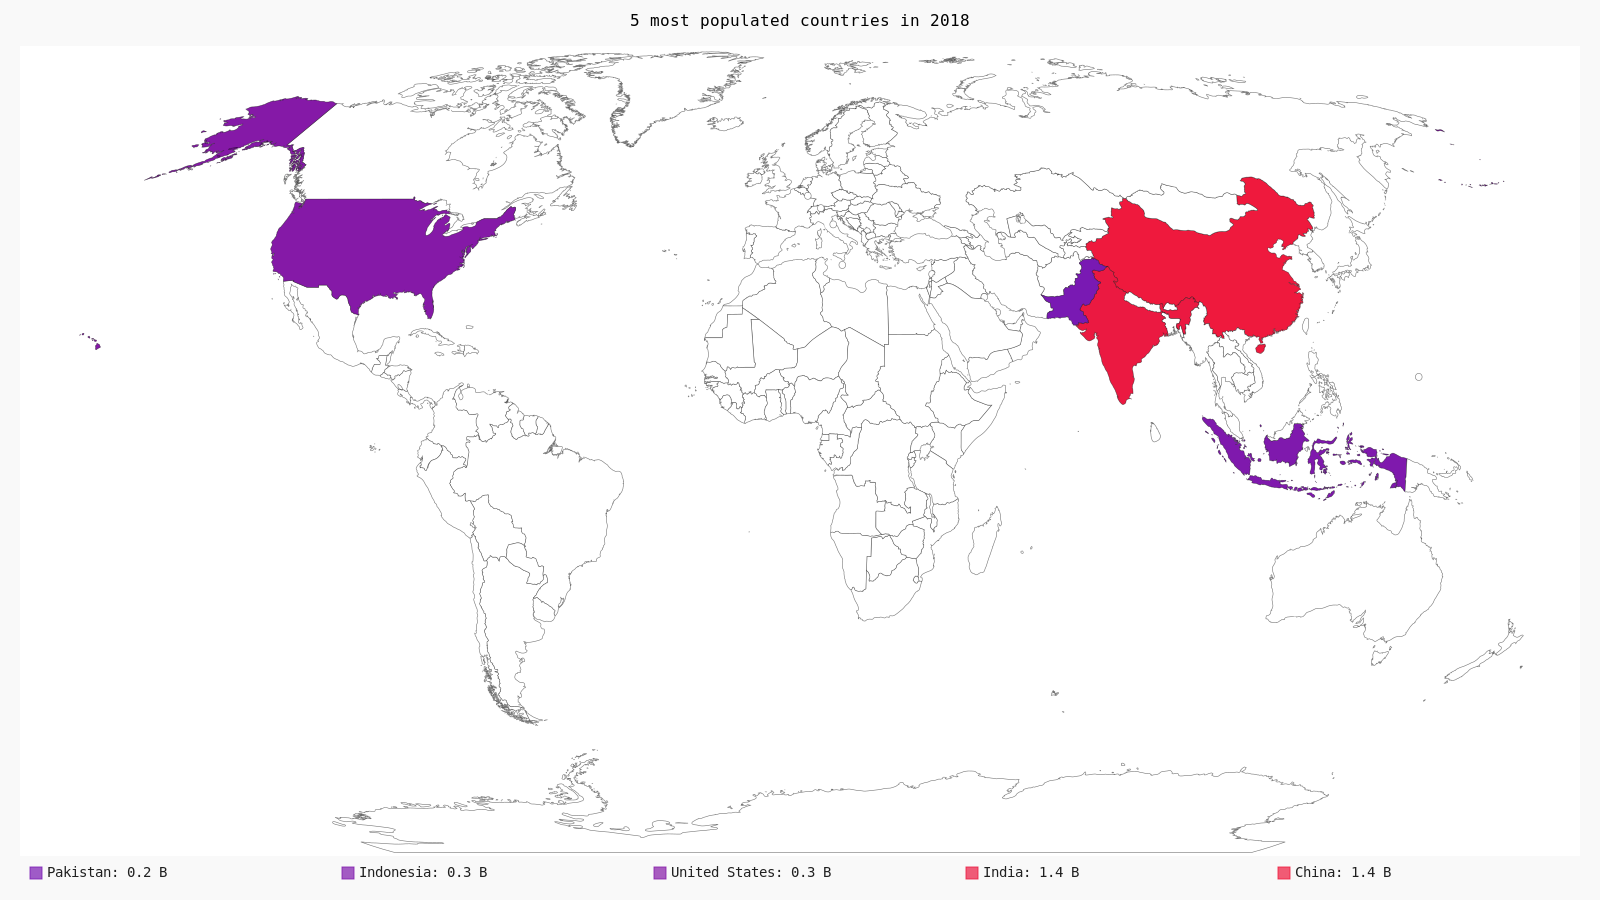 5 most populated countries in 2018
Pakistan: 0.2 B
Indonesia: 0.3 B
United States: 0.3 B
India: 1.4 B
China: 1.4 B